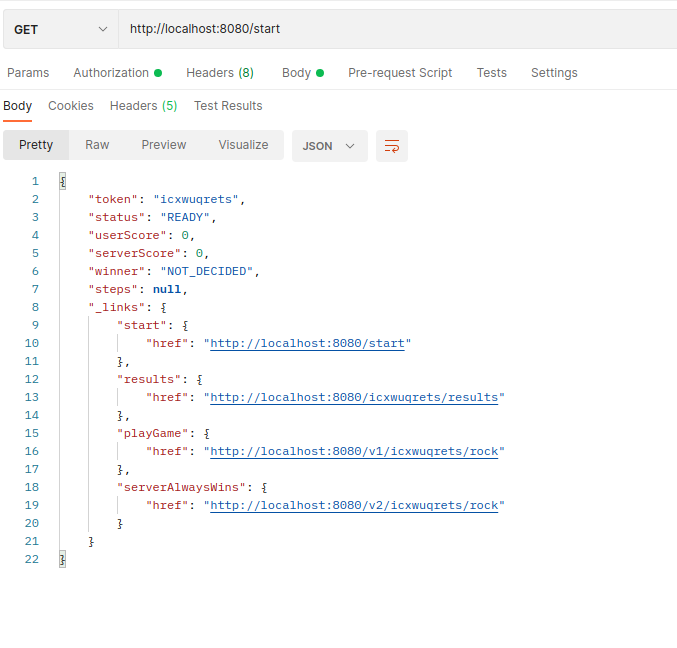 GET http://localhost:8080/start
Params Authorization Headers (8) Body Pre-request Script Tests Settings
Body Cookies Headers (5) Test Results
Pretty Raw Preview Visualize JSON
1 {
2 "token": "icxwuqrets",
3 "status": "READY",
4 "userScore": 0,
5 "serverScore": 0,
6 "winner": "NOT_DECIDED",
7 "steps": null,
8 "_links": {
9 "start": {
10 "href": "http://localhost:8080/start"
11 },
12 "results": {
13 "href": "http://localhost:8080/icxwuqrets/results"
14 },
15 "playGame": {
16 "href": "http://localhost:8080/v1/icxwuqrets/rock"
17 },
18 "serverAlwaysWins": {
19 "href": "http://localhost:8080/v2/icxwuqrets/rock"
20 }
21 }
22 }